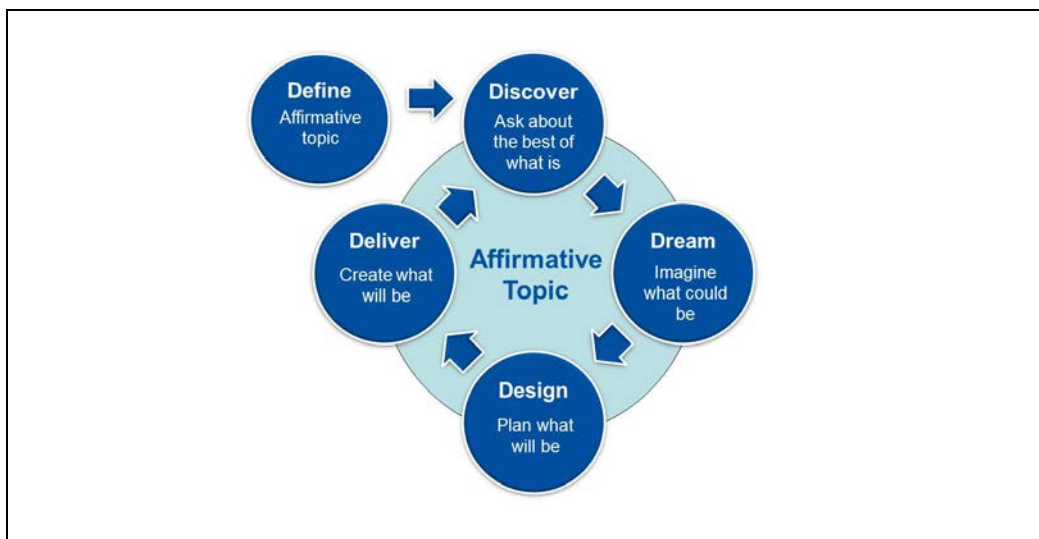 Define
Affirmative
topic
Discover
Ask about
the best of
what is
Deliver
Create what
will be
Affirmative
Topic
Dream
Imagine
what could
be
Design
Plan what
will be